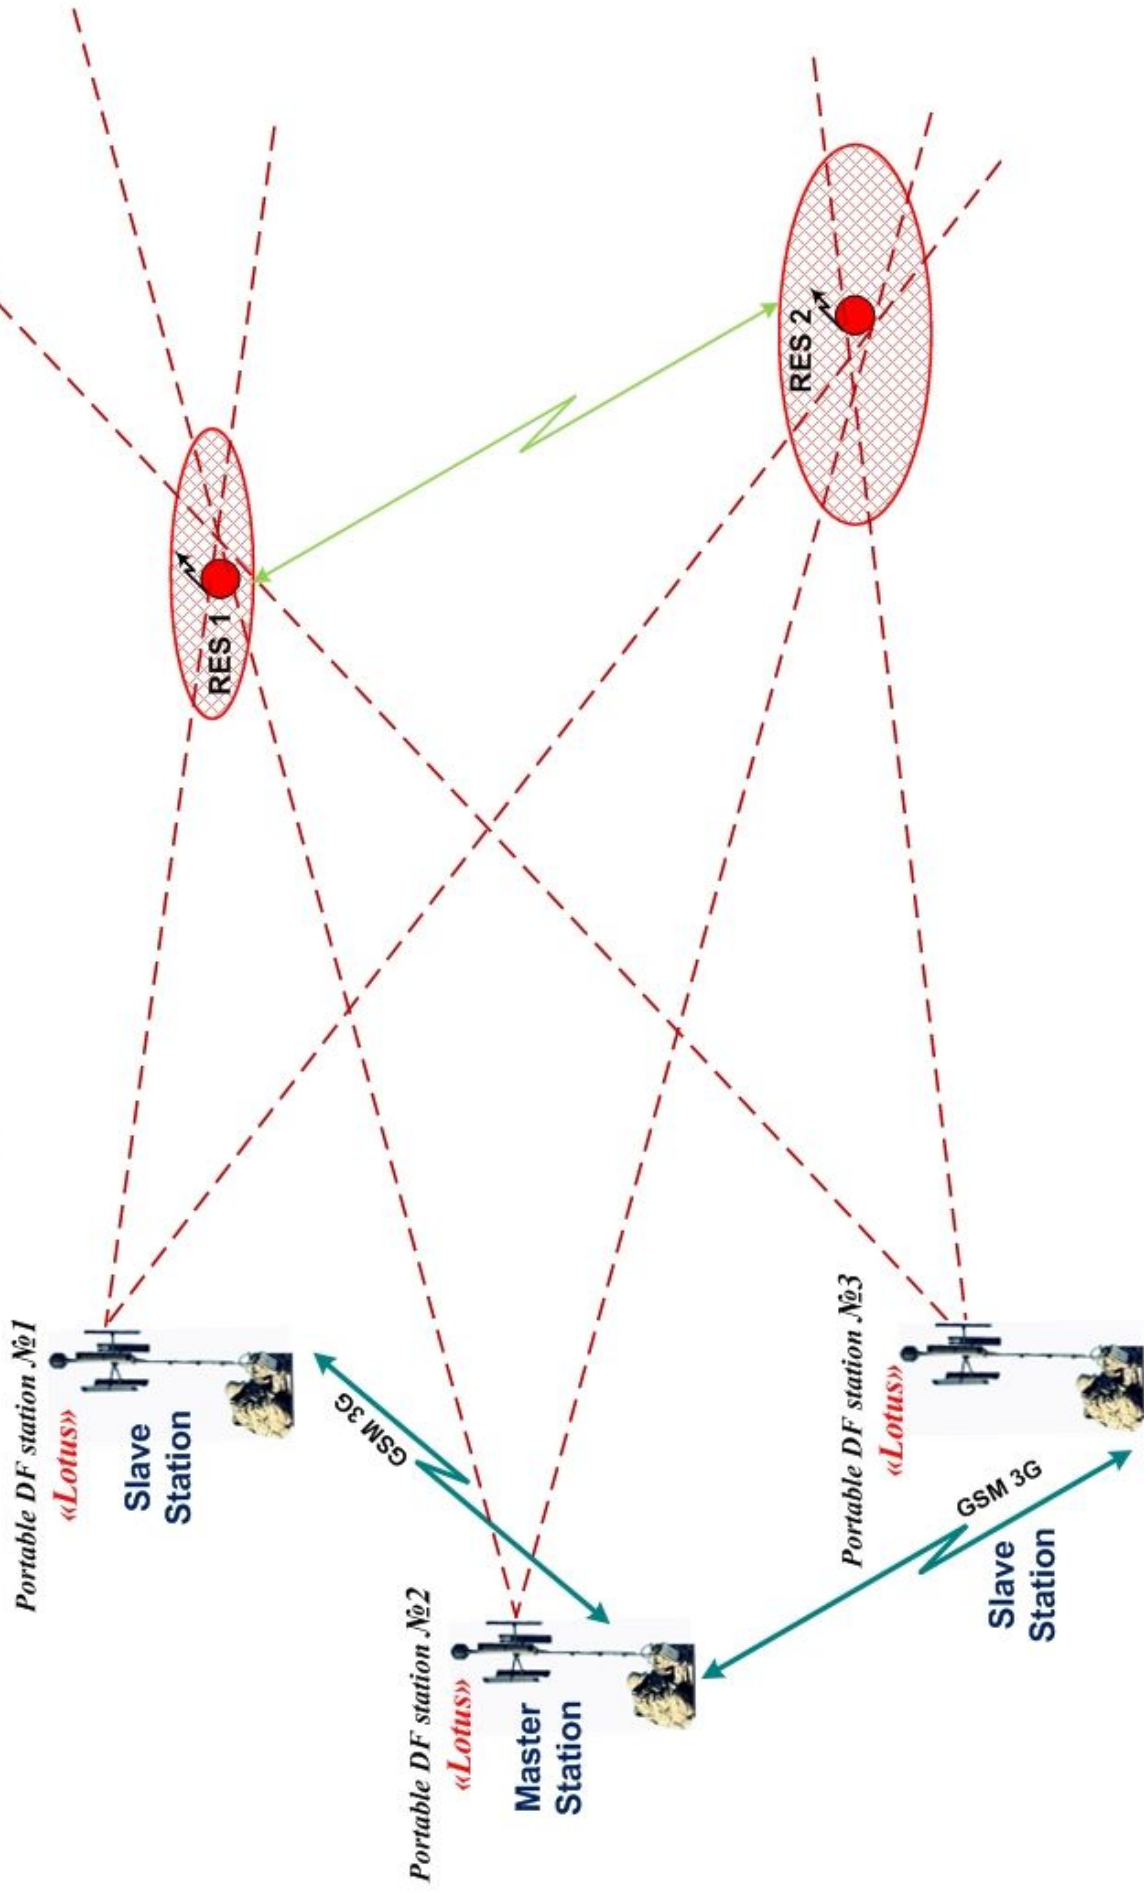 Portable DF station №1
«Lotus»
Slave
Station
GSM 3G
Portable DF station №2
«Lotus»
Master
Station
GSM 3G
Portable DF station №3
«Lotus»
Slave
Station
RES 1
RES 2